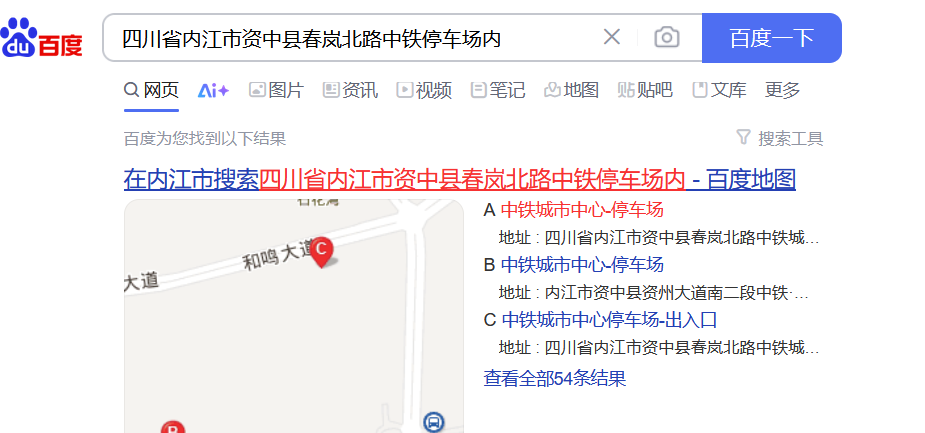 du百度
四川省内江市资中县春岚北路中铁停车场内
百度一下
网页 Ai+ 图片 资讯 视频 笔记 地图 贴吧 文库 更多
百度为您找到以下结果
搜索工具
在内江市搜索四川省内江市资中县春岚北路中铁停车场内 - 百度地图
和鸣大道
C
大道
A 中铁城市中心-停车场
地址 : 四川省内江市资中县春岚北路中铁城...
B 中铁城市中心-停车场
地址 : 内江市资中县资州大道南二段中铁·...
C 中铁城市中心停车场-出入口
地址 : 四川省内江市资中县春岚北路中铁城...
查看全部54条结果